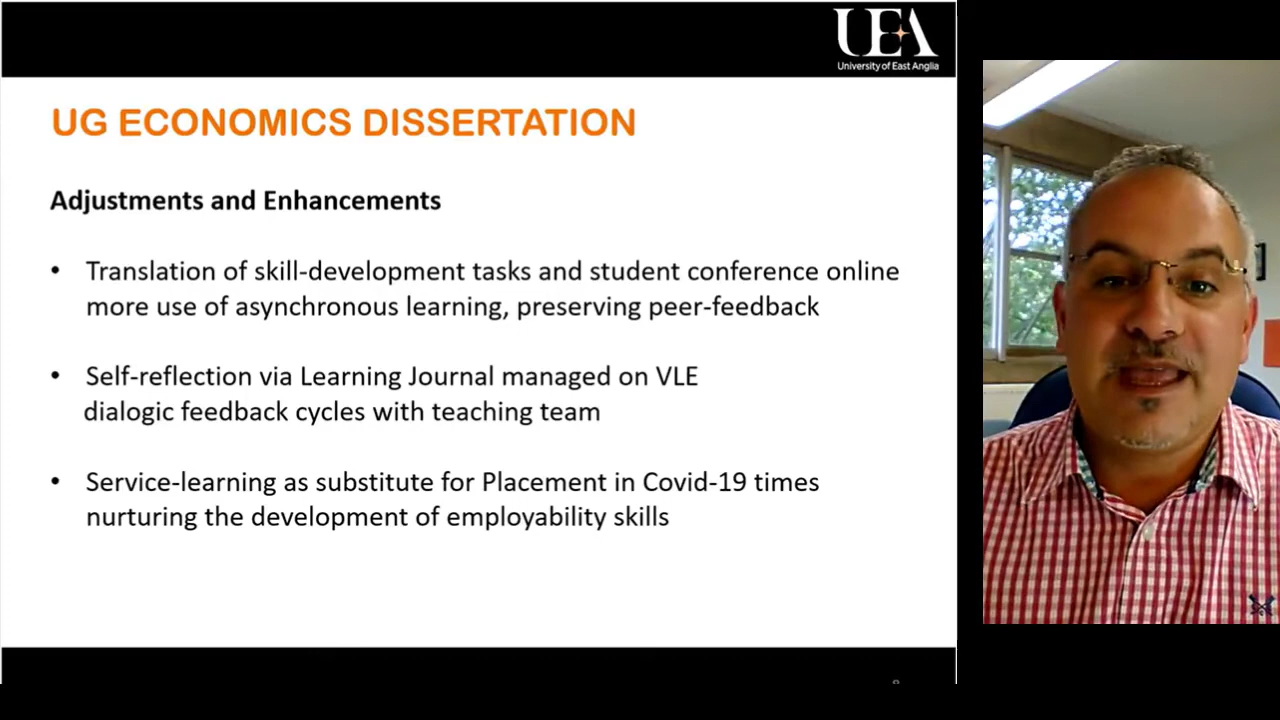 UEA
University of East Anglia
UG ECONOMICS DISSERTATION
Adjustments and Enhancements
• Translation of skill-development tasks and student conference online
more use of asynchronous learning, preserving peer-feedback
• Self-reflection via Learning Journal managed on VLE
dialogic feedback cycles with teaching team
• Service-learning as substitute for Placement in Covid-19 times
nurturing the development of employability skills